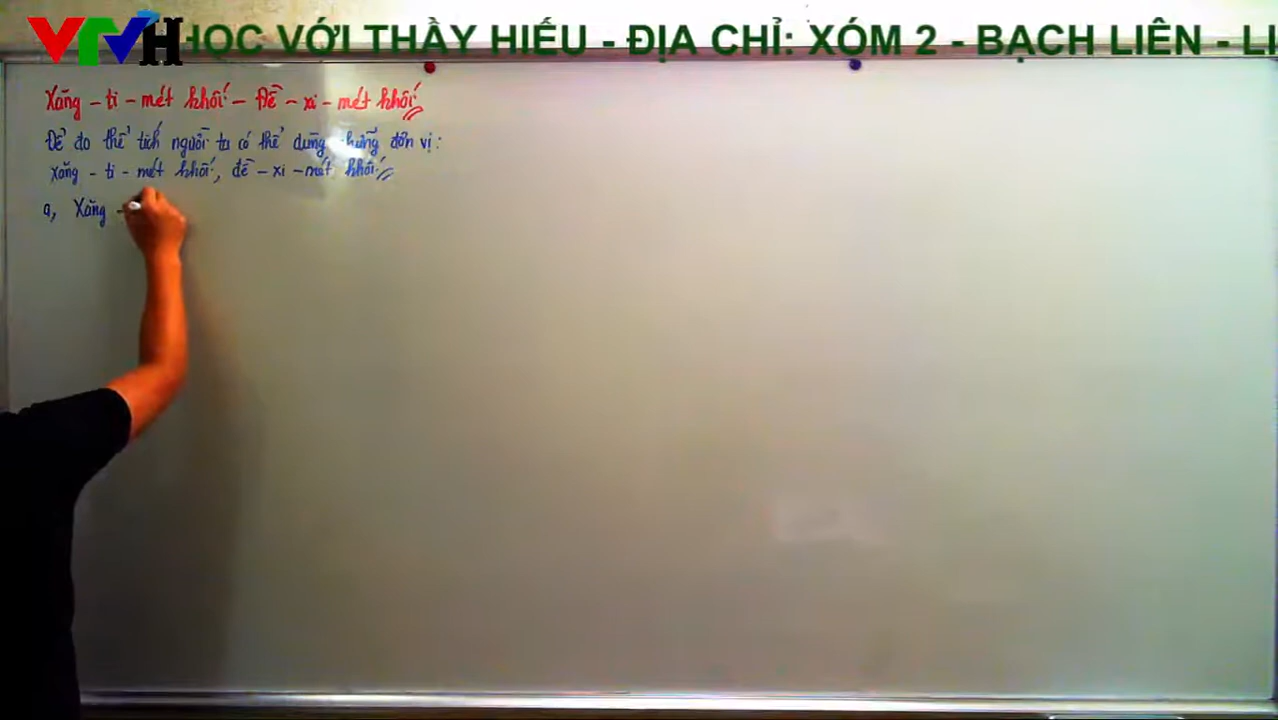 VTVH
HỌC VỚI THẦY HIẾU - ĐỊA CHỈ: XÓM 2 - BẠCH LIÊN - LI
Xăng - ti - mét khối - Đề - xi - mét khối
Để đo thể tích người ta có thể dùng những đơn vị:
xăng - ti - mét khối, đề - xi - mét khối
a, Xăng -